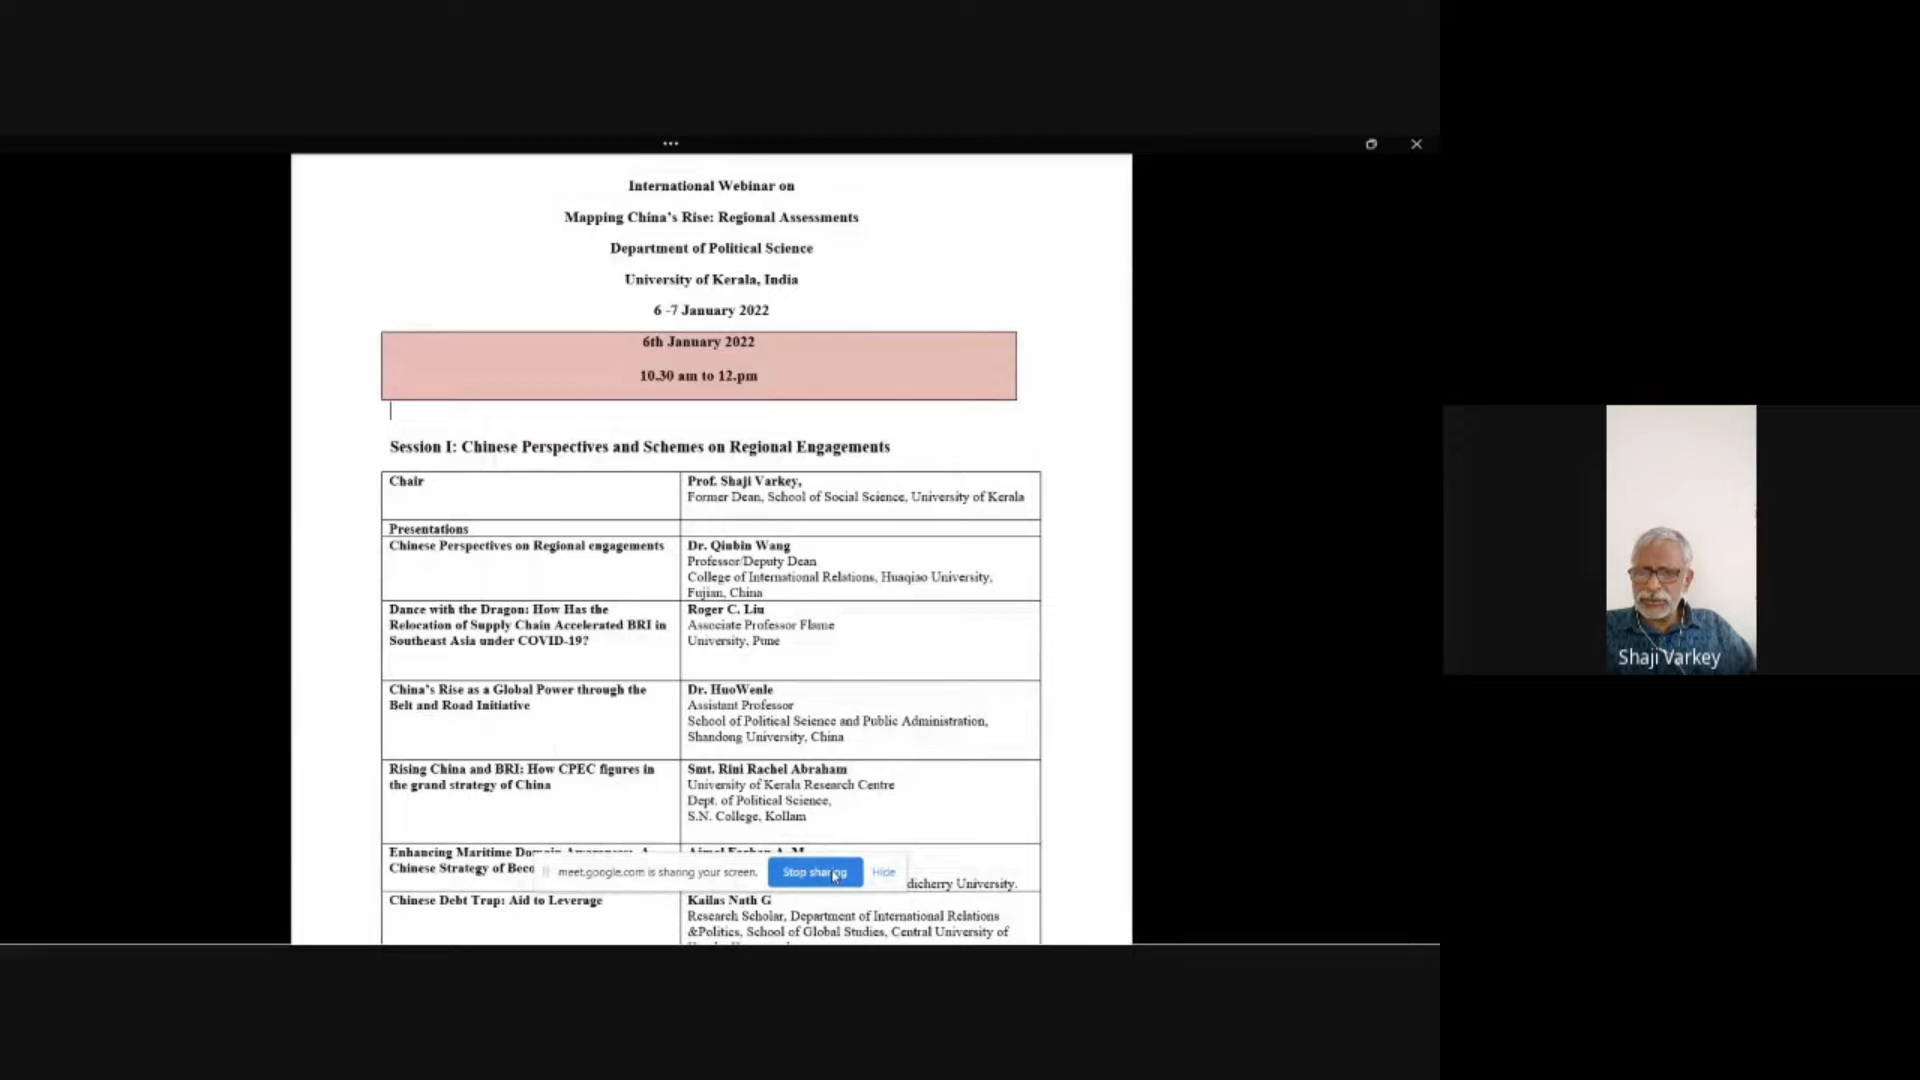 International Webinar on
Mapping China's Rise: Regional Assessments
Department of Political Science
University of Kerala, India
6 -7 January 2022
6th January 2022
10.30 am to 12.pm
Session I: Chinese Perspectives and Schemes on Regional Engagements
Chair
Prof. Shaji Varkey,
Former Dean, School of Social Science, University of Kerala
Presentations
Chinese Perspectives on Regional engagements
Dr. Qinbin Wang
Professor/Deputy Dean
College of International Relations, Huaqiao University,
Fujian, China
Dance with the Dragon: How Has the
Relocation of Supply Chain Accelerated BRI in
Southeast Asia under COVID-19?
Roger C. Liu
Associate Professor Flame
University, Pune
China's Rise as a Global Power through the
Belt and Road Initiative
Dr. HuoWenle
Assistant Professor
School of Political Science and Public Administration,
Shandong University, China
Rising China and BRI: How CPEC figures in
the grand strategy of China
Smt. Rini Rachel Abraham
University of Kerala Research Centre
Dept. of Political Science,
S.N. College, Kollam
Enhancing Maritime
Chinese Strategy of
dicherry University.
meet.google.com is sharing your screen.
Stop sharing
Hide
Chinese Debt Trap: Aid to Leverage
Kailas Nath G
Research Scholar, Department of International Relations
&Politics, School of Global Studies, Central University of
Shaji Varkey